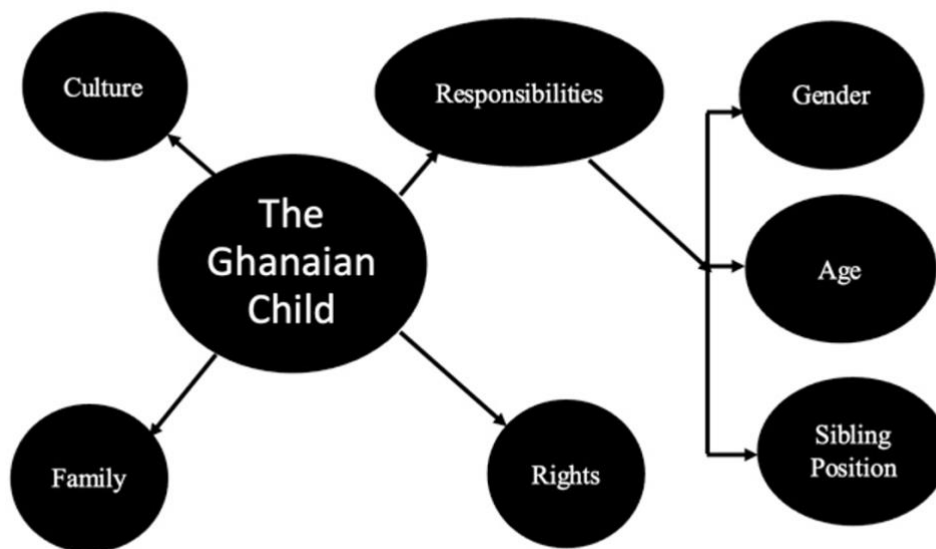 Culture
Responsibilities
Gender
The
Ghanaian
Child
Age
Family
Rights
Sibling
Position